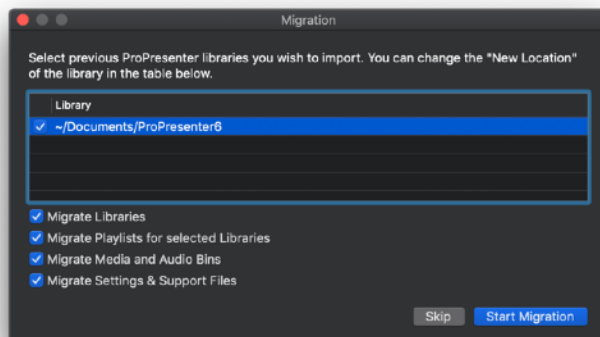 Migration
Select previous ProPresenter libraries you wish to import. You can change the "New Location"
of the library in the table below.
Library
~/Documents/ProPresenter6
Migrate Libraries
Migrate Playlists for selected Libraries
Migrate Media and Audio Bins
Migrate Settings & Support Files
Skip Start Migration